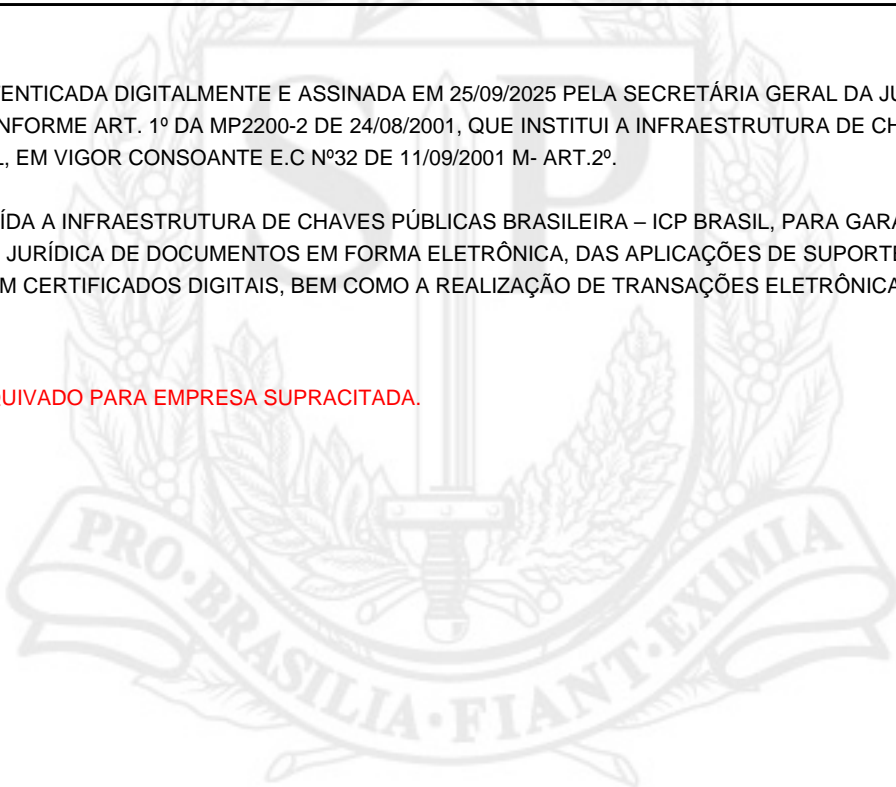 ENTICADA DIGITALMENTE E ASSINADA EM 25/09/2025 PELA SECRETÁRIA GERAL DA JU
NFORME ART. 1º DA MP2200-2 DE 24/08/2001, QUE INSTITUI A INFRAESTRUTURA DE CH
L, EM VIGOR CONSOANTE E.C Nº32 DE 11/09/2001 M- ART.2º.
ÍDA A INFRAESTRUTURA DE CHAVES PÚBLICAS BRASILEIRA – ICP BRASIL, PARA GARA
JURÍDICA DE DOCUMENTOS EM FORMA ELETRÔNICA, DAS APLICAÇÕES DE SUPORTE
M CERTIFICADOS DIGITAIS, BEM COMO A REALIZAÇÃO DE TRANSAÇÕES ELETRÔNICA
UIVADO PARA EMPRESA SUPRACITADA.
SP
PRO·BRASILIA·FIANT·EXIMIA